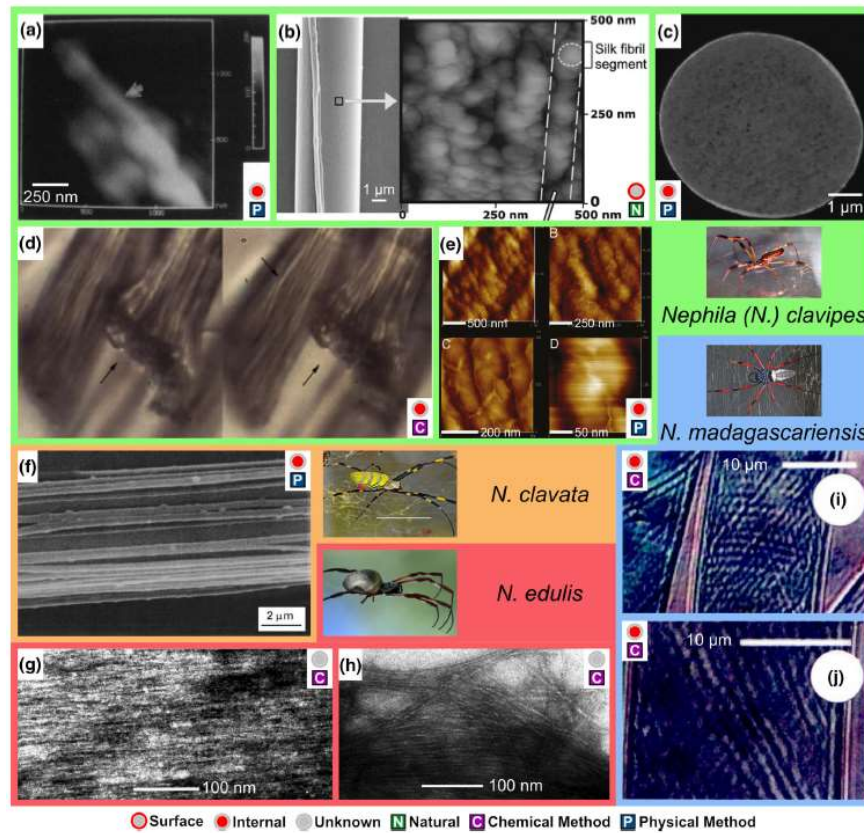 (a)
250 nm
P
(b)
1 µm
500 nm
Silk fibril
segment
250 nm
0
0
250 nm
500 nm
N
(c)
P
1 µm
(d)
C
(e)
B
500 nm
250 nm
C
D
200 nm
50 nm
P
Nephila (N.) clavipes
N. madagascariensis
(f)
P
2 µm
N. clavata
N. edulis
10 µm
C
(i)
C
10 µm
(j)
(g)
C
100 nm
(h)
C
100 nm
Surface Internal Unknown N Natural C Chemical Method P Physical Method